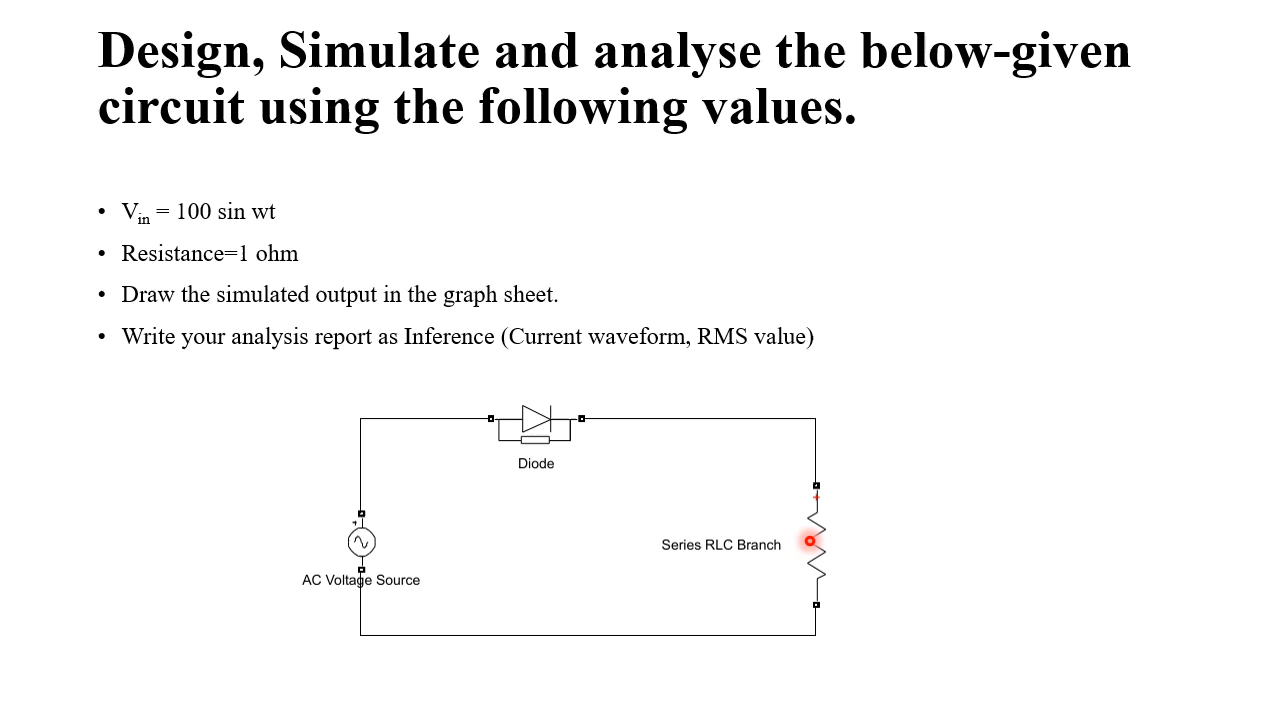 Design, Simulate and analyse the below-given
circuit using the following values.
• Vin = 100 sin wt
• Resistance=1 ohm
• Draw the simulated output in the graph sheet.
• Write your analysis report as Inference (Current waveform, RMS value)
Diode
+
+
Series RLC Branch
AC Voltage Source